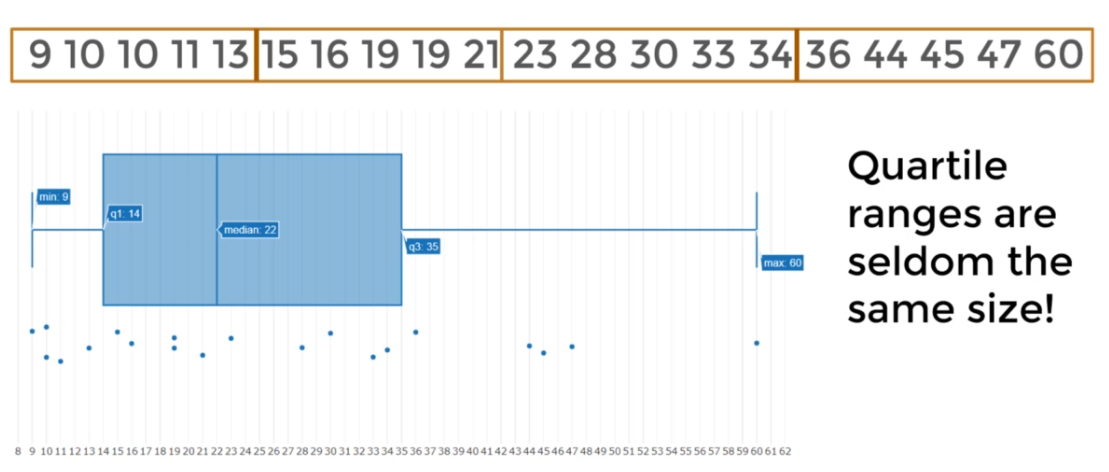 9 10 10 11 13 15 16 19 19 21 23 28 30 33 34 36 44 45 47 60
Quartile
ranges are
seldom the
same size!
min: 9
q1: 14
median: 22
q3: 35
max: 60
8 9 10 11 12 13 14 15 16 17 18 19 20 21 22 23 24 25 26 27 28 29 30 31 32 33 34 35 36 37 38 39 40 41 42 43 44 45 46 47 48 49 50 51 52 53 54 55 56 57 58 59 60 61 62